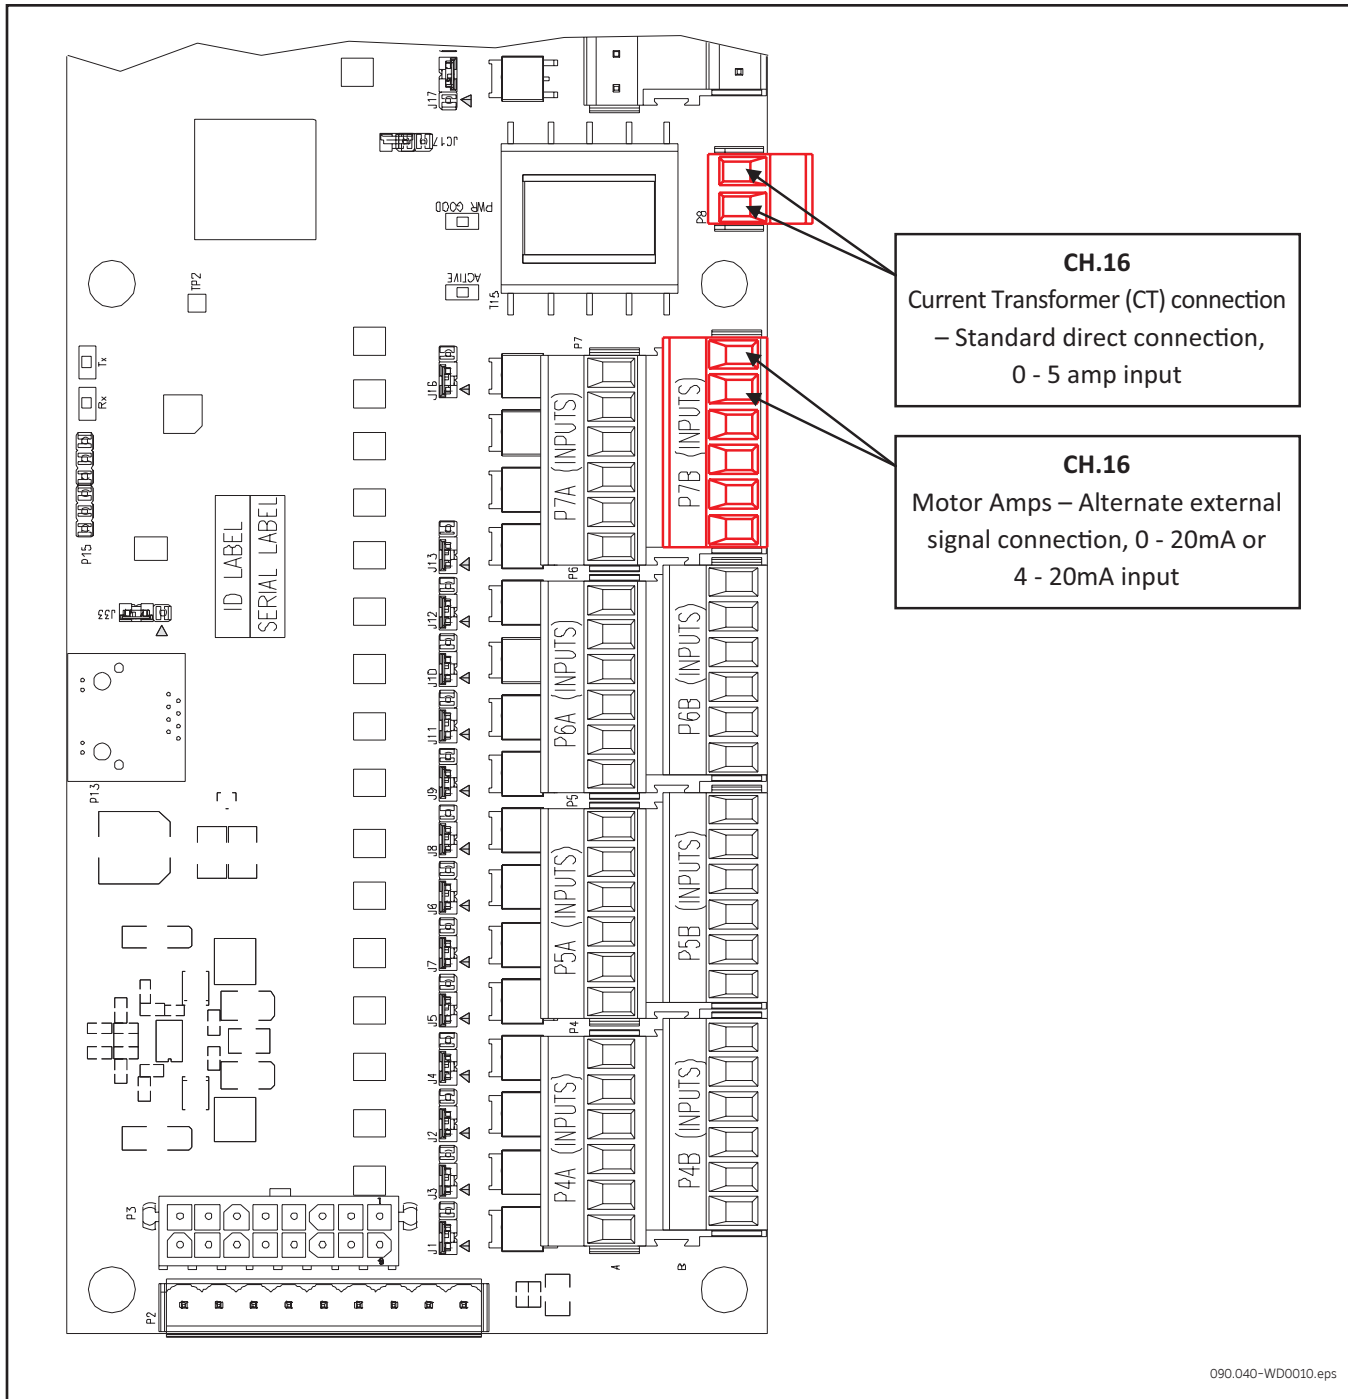 J17
JC17
PWR GOOD
P8
CH.16
Current Transformer (CT) connection
– Standard direct connection,
0 - 5 amp input
TP2
ACTIVE
T15
P7
Tx
Rx
J16
P7A (INPUTS)
P7B (INPUTS)
CH.16
Motor Amps – Alternate external
signal connection, 0 - 20mA or
4 - 20mA input
P15
ID LABEL
SERIAL LABEL
J13
P6
J33
J12
J10
J11
P6A (INPUTS)
P6B (INPUTS)
J9
P13
P5
J8
J6
J7
J5
P5A (INPUTS)
P5B (INPUTS)
P4
J4
J2
J3
J1
P4A (INPUTS)
P4B (INPUTS)
P3
1
A
B
P2
090.040-WD0010.eps